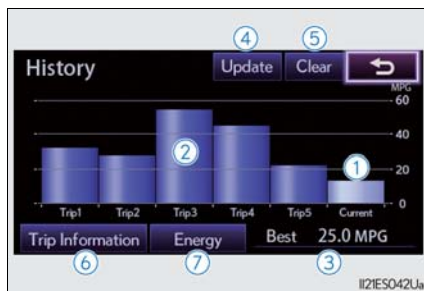 ④ ⑤
History Update Clear
MPG
60
40
② ①
20
0
Trip1 Trip2 Trip3 Trip4 Trip5 Current
Trip Information Energy Best 25.0 MPG
⑥ ⑦ ③
II21ES042Ua